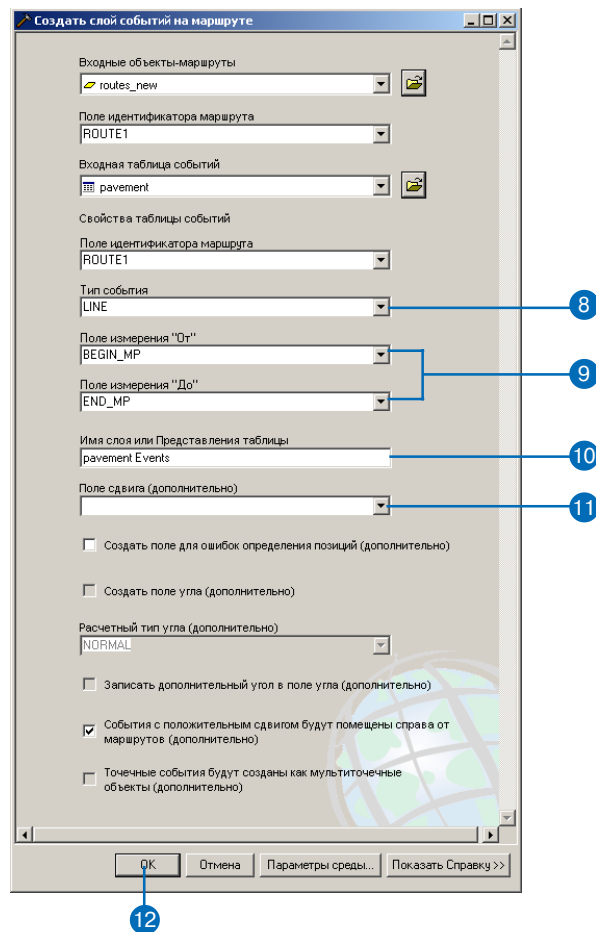 Создать слой событий на маршруте
Входные объекты-маршруты
routes_new
Поле идентификатора маршрута
ROUTE1
Входная таблица событий
pavement
Свойства таблицы событий
Поле идентификатора маршрута
ROUTE1
Тип события
LINE
8
Поле измерения "От"
BEGIN_MP
9
Поле измерения "До"
END_MP
Имя слоя или Представления таблицы
pavement Events
10
Поле сдвига (дополнительно)
11
Создать поле для ошибок определения позиций (дополнительно)
Создать поле угла (дополнительно)
Расчетный тип угла (дополнительно)
NORMAL
Записать дополнительный угол в поле угла (дополнительно)
События с положительным сдвигом будут помещены справа от
маршрутов (дополнительно)
Точечные события будут созданы как мультиточечные
объекты (дополнительно)
OK Отмена Параметры среды... Показать Справку >>
12